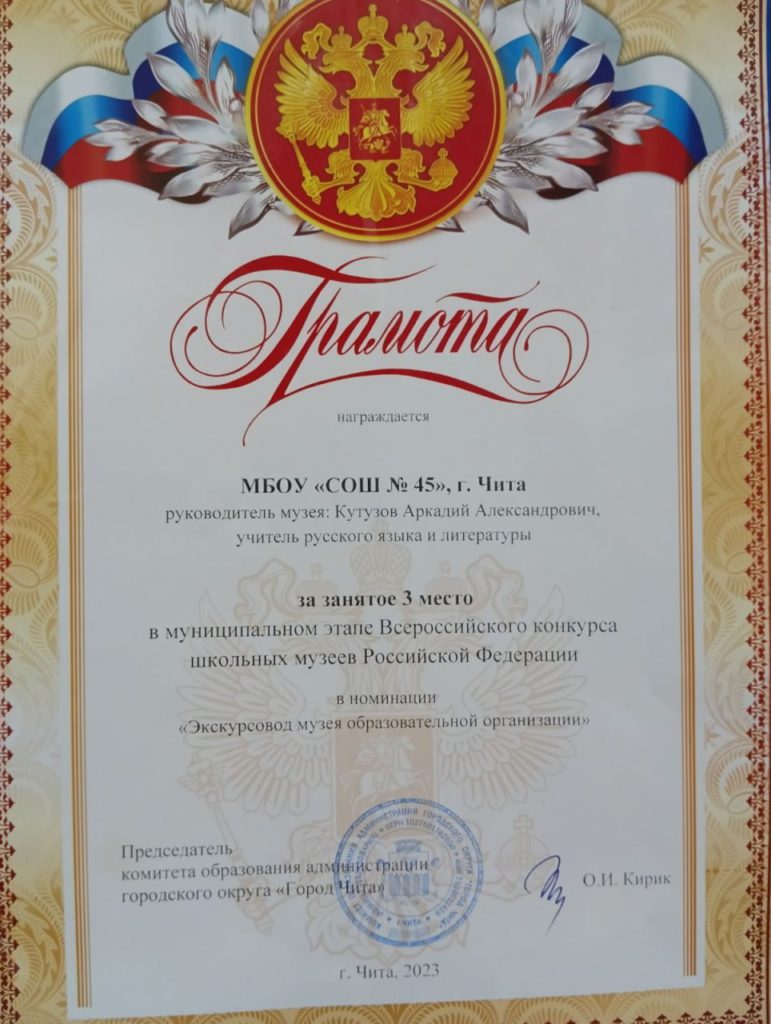 Грамота
награждается
МБОУ «СОШ № 45», г. Чита
руководитель музея: Кутузов Аркадий Александрович,
учитель русского языка и литературы
за занятое 3 место
в муниципальном этапе Всероссийского конкурса
школьных музеев Российской Федерации
в номинации
«Экскурсовод музея образовательной организации»
Председатель
комитета образования администрации
городского округа «Город Чита»
О.И. Кирик
г. Чита, 2023